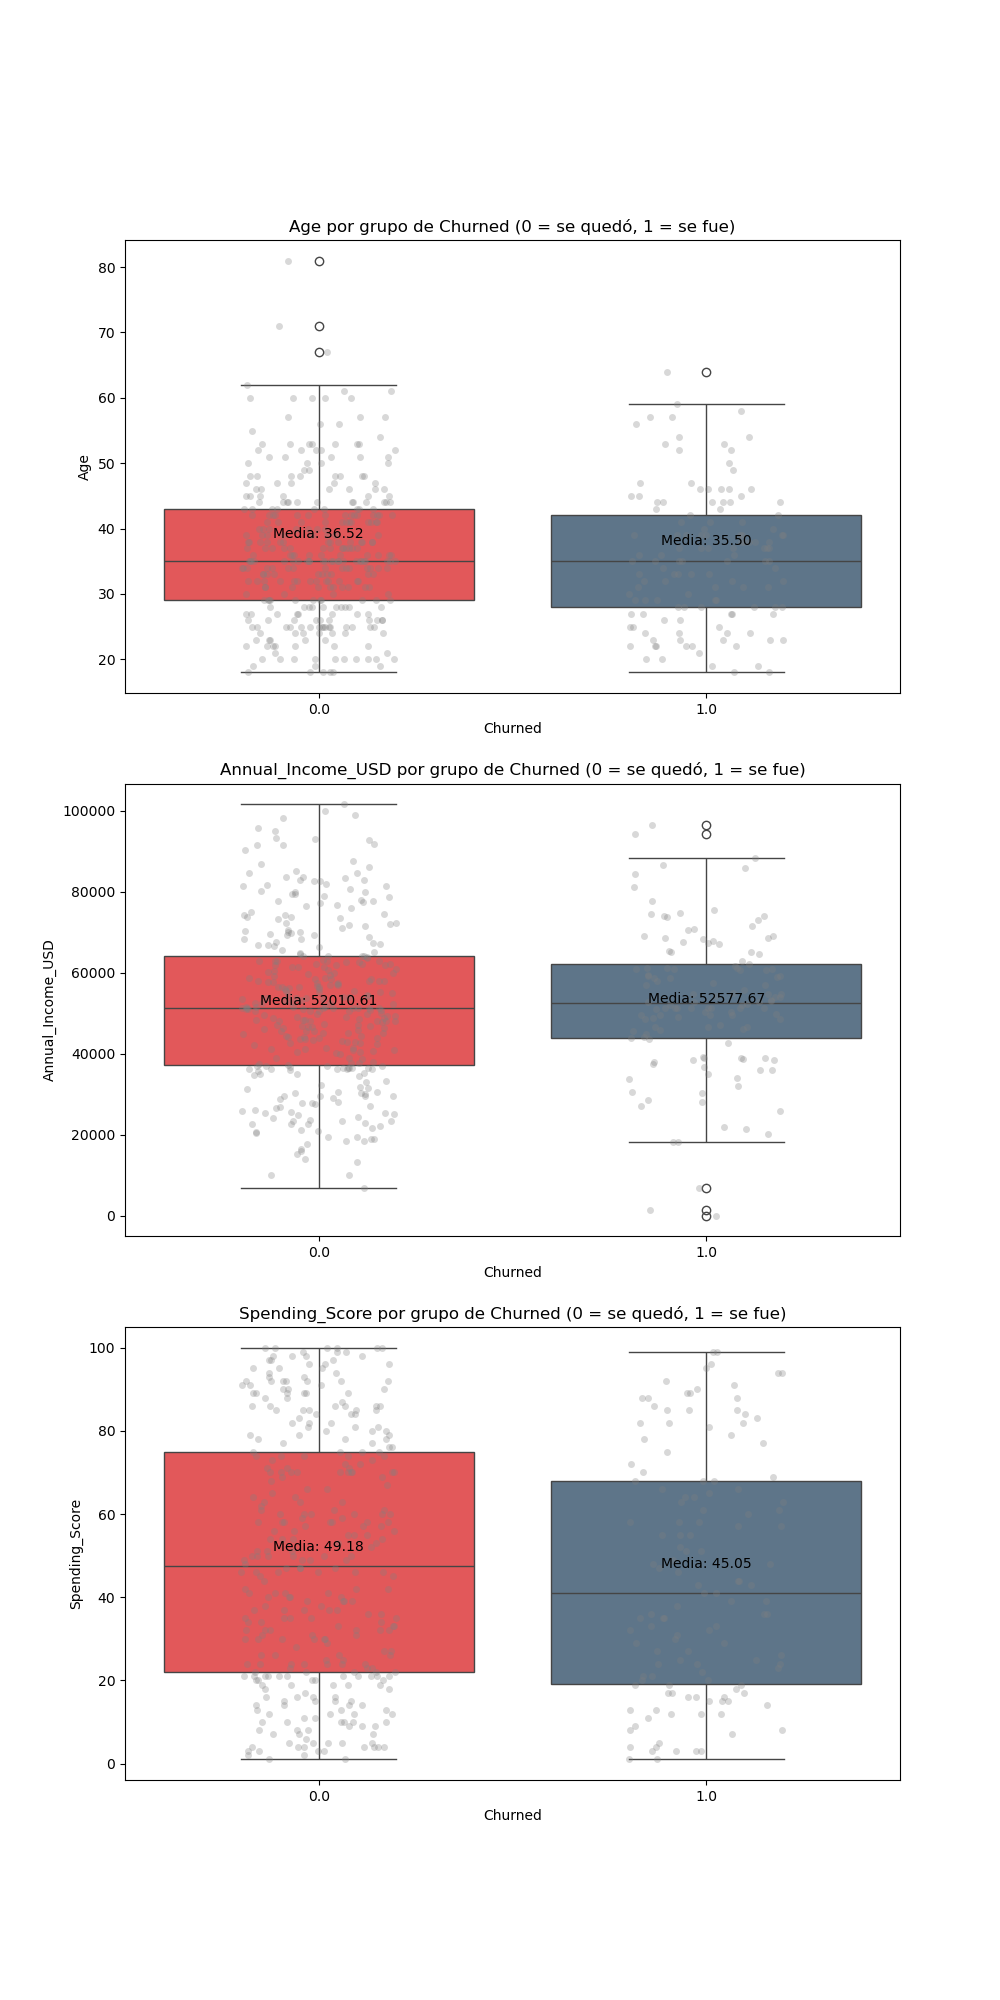 Age por grupo de Churned (0 = se quedó, 1 = se fue)
80
70
60
50
40
30
20
Age
Media: 36.52
Media: 35.50
0.0
1.0
Churned
Annual_Income_USD por grupo de Churned (0 = se quedó, 1 = se fue)
100000
80000
60000
40000
20000
0
Annual_Income_USD
Media: 52010.61
Media: 52577.67
0.0
1.0
Churned
Spending_Score por grupo de Churned (0 = se quedó, 1 = se fue)
100
80
60
40
20
0
Spending_Score
Media: 49.18
Media: 45.05
0.0
1.0
Churned